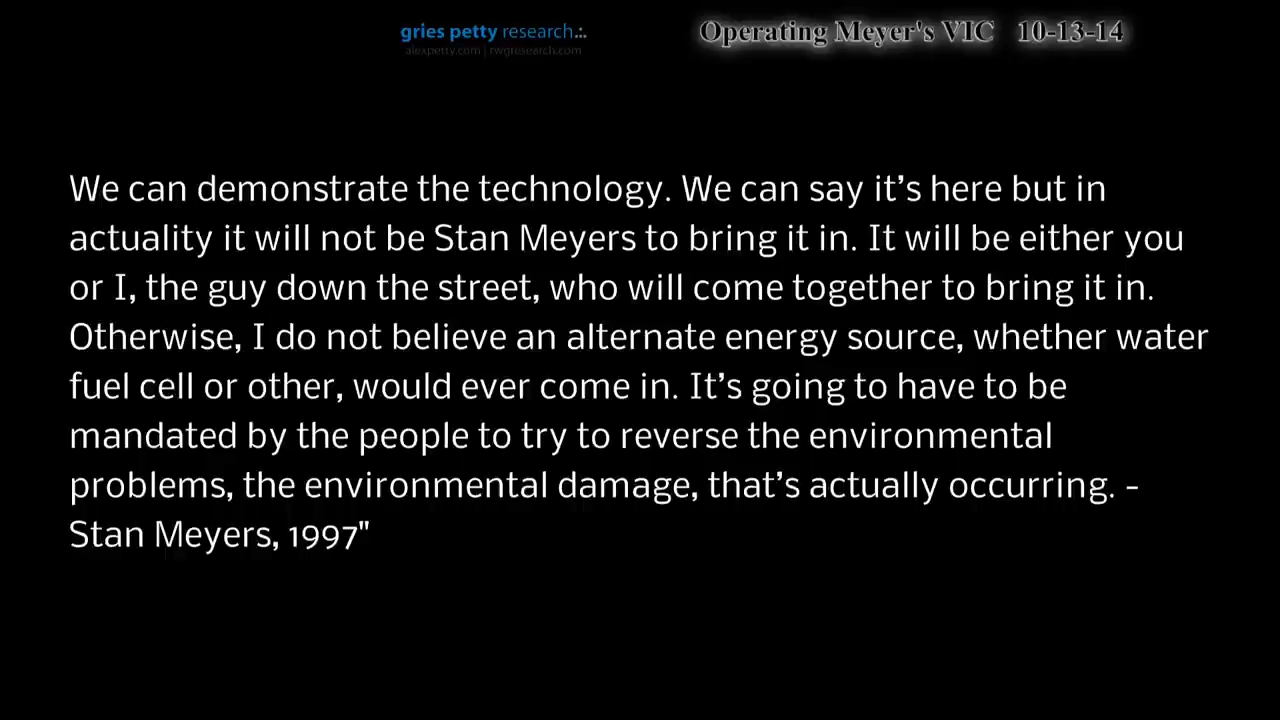 gries petty research.:.
alexpetty.com | rwgresearch.com
Operating Meyer's VIC 10-13-14
We can demonstrate the technology. We can say it's here but in
actuality it will not be Stan Meyers to bring it in. It will be either you
or I, the guy down the street, who will come together to bring it in.
Otherwise, I do not believe an alternate energy source, whether water
fuel cell or other, would ever come in. It's going to have to be
mandated by the people to try to reverse the environmental
problems, the environmental damage, that's actually occurring. -
Stan Meyers, 1997"